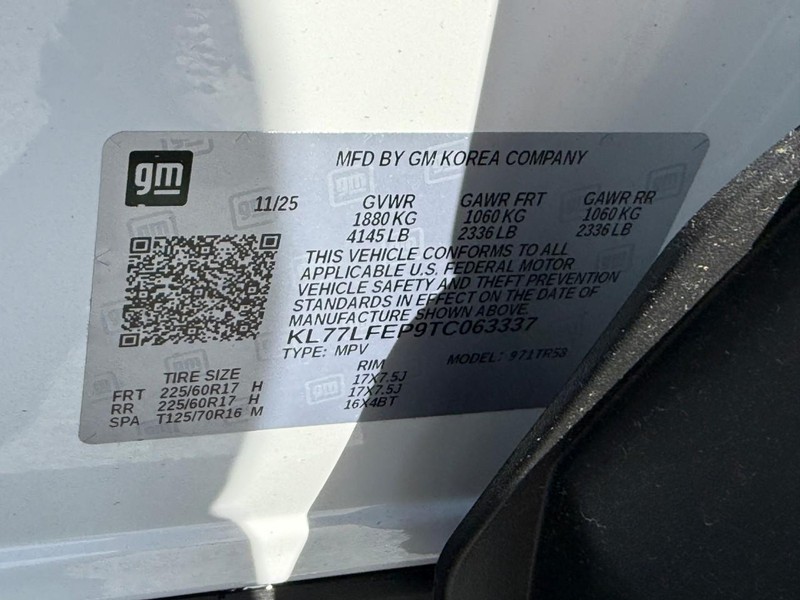 gm
MFD BY GM KOREA COMPANY
11/25 GVWR GAWR FRT GAWR RR
1880 KG 1060 KG 1060 KG
4145 LB 2336 LB 2336 LB
THIS VEHICLE CONFORMS TO ALL
APPLICABLE U.S. FEDERAL MOTOR
VEHICLE SAFETY AND THEFT PREVENTION
STANDARDS IN EFFECT ON THE DATE OF
MANUFACTURE SHOWN ABOVE.
KL77LFEP9TC063337
TYPE: MPV MODEL: 971TR58
TIRE SIZE RIM
FRT 225/60R17 H 17X7.5J
RR 225/60R17 H 17X7.5J
SPA T125/70R16 M 16X4BT